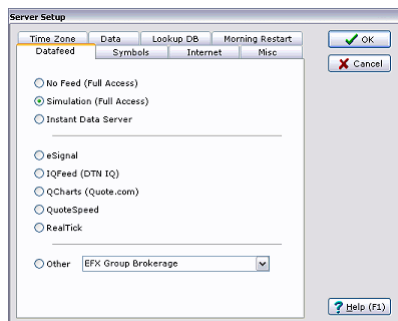 Server Setup
Time Zone Data Lookup DB Morning Restart
Datafeed Symbols Internet Misc
OK
Cancel
No Feed (Full Access)
Simulation (Full Access)
Instant Data Server
eSignal
IQFeed (DTN IQ)
QCharts (Quote.com)
QuoteSpeed
RealTick
Other EFX Group Brokerage
? Help (F1)